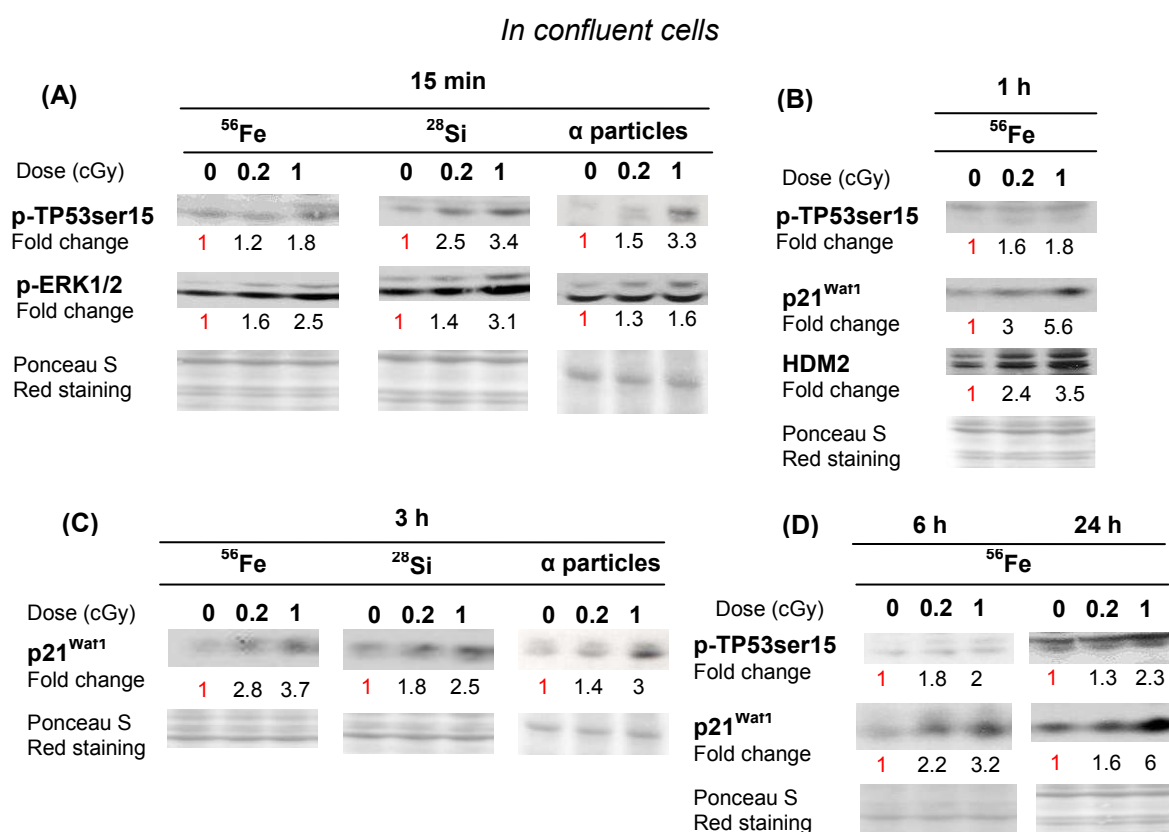 In confluent cells
(A)
15 min
⁵⁶Fe ²⁸Si α particles
Dose (cGy) 0 0.2 1 0 0.2 1 0 0.2 1
p-TP53ser15
Fold change 1 1.2 1.8 1 2.5 3.4 1 1.5 3.3
p-ERK1/2
Fold change 1 1.6 2.5 1 1.4 3.1 1 1.3 1.6
Ponceau S
Red staining
(B)
1 h
⁵⁶Fe
Dose (cGy) 0 0.2 1
p-TP53ser15
Fold change 1 1.6 1.8
p21ᵂᵃᶠ¹
Fold change 1 3 5.6
HDM2
Fold change 1 2.4 3.5
Ponceau S
Red staining
(C)
3 h
⁵⁶Fe ²⁸Si α particles
Dose (cGy) 0 0.2 1 0 0.2 1 0 0.2 1
p21ᵂᵃᶠ¹
Fold change 1 2.8 3.7 1 1.8 2.5 1 1.4 3
Ponceau S
Red staining
(D)
6 h 24 h
⁵⁶Fe
Dose (cGy) 0 0.2 1 0 0.2 1
p-TP53ser15
Fold change 1 1.8 2 1 1.3 2.3
p21ᵂᵃᶠ¹
Fold change 1 2.2 3.2 1 1.6 6
Ponceau S
Red staining